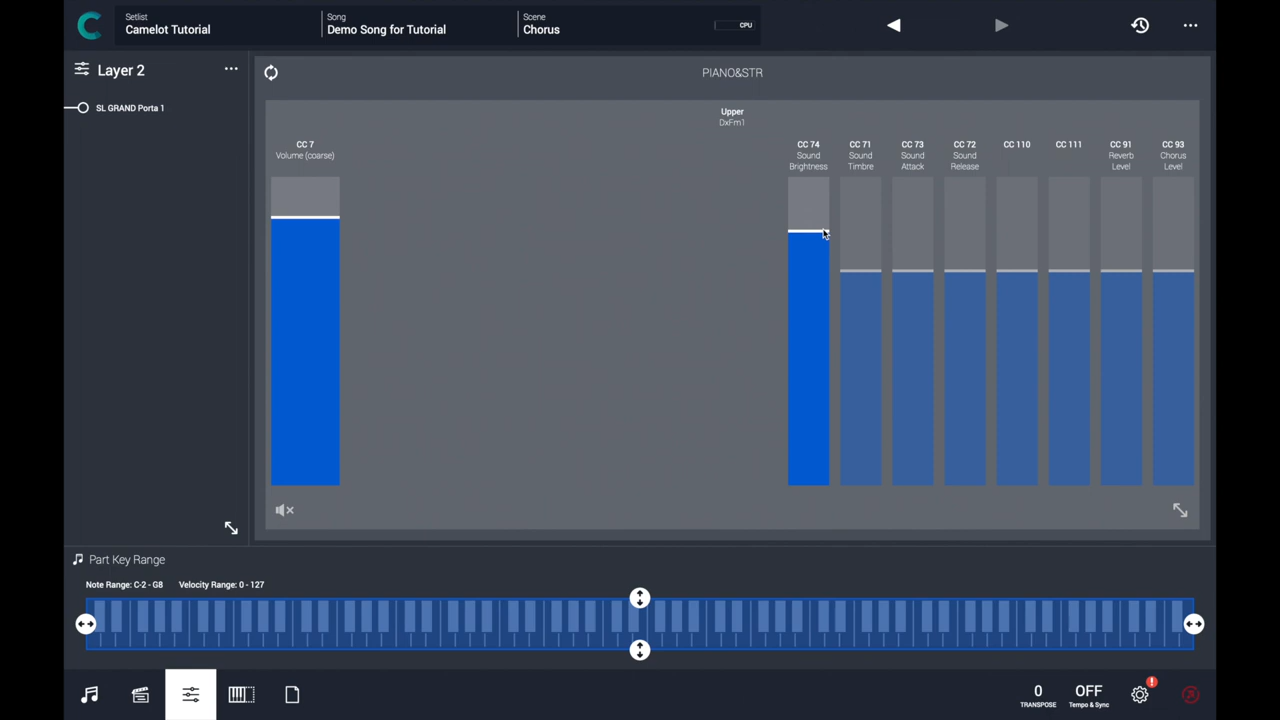 Setlist
Camelot Tutorial
Song
Demo Song for Tutorial
Scene
Chorus
CPU
Layer 2
SL GRAND Porta 1
PIANO&STR
Upper
DxFm1
CC 7
Volume (coarse)
CC 74
Sound
Brightness
CC 71
Sound
Timbre
CC 73
Sound
Attack
CC 72
Sound
Release
CC 110
CC 111
CC 91
Reverb
Level
CC 93
Chorus
Level
Part Key Range
Note Range: C-2 - G8 Velocity Range: 0 - 127
0
TRANSPOSE
OFF
Tempo & Sync
!